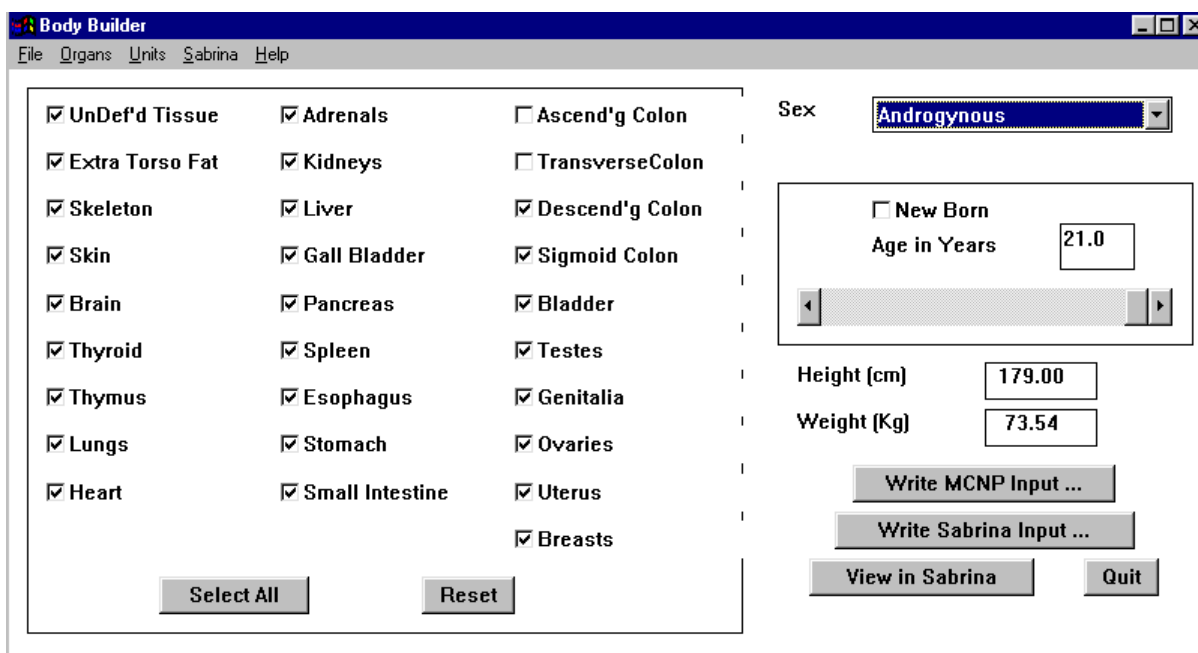 Body Builder
File Organs Units Sabrina Help
UnDef'd Tissue
Extra Torso Fat
Skeleton
Skin
Brain
Thyroid
Thymus
Lungs
Heart
Adrenals
Kidneys
Liver
Gall Bladder
Pancreas
Spleen
Esophagus
Stomach
Small Intestine
Ascend'g Colon
TransverseColon
Descend'g Colon
Sigmoid Colon
Bladder
Testes
Genitalia
Ovaries
Uterus
Breasts
Select All
Reset
Sex Androgynous
New Born
Age in Years 21.0
Height (cm) 179.00
Weight (Kg) 73.54
Write MCNP Input ...
Write Sabrina Input ...
View in Sabrina
Quit